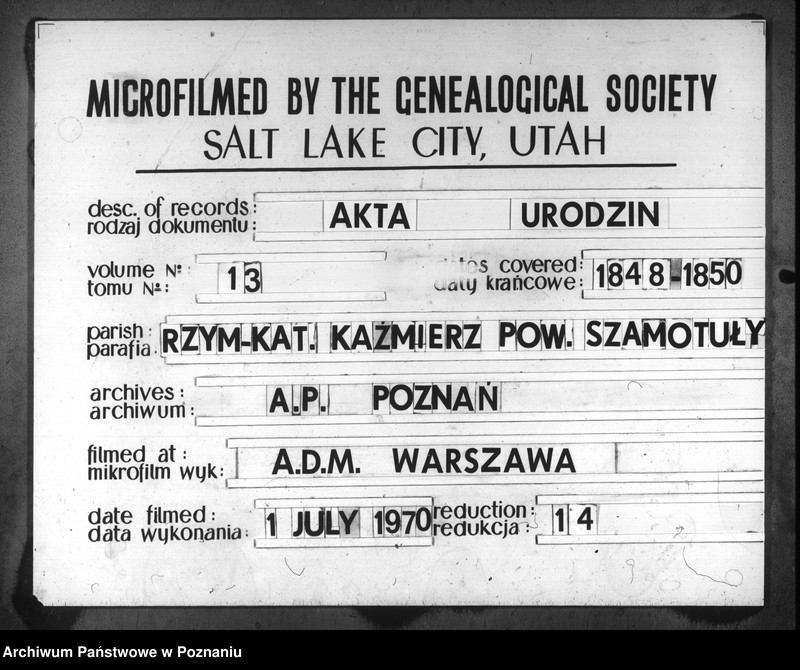 MICROFILMED BY THE GENEALOGICAL SOCIETY
SALT LAKE CITY, UTAH
desc. of records: AKTA URODZIN
rodzaj dokumentu:
volume №: 13 covered: 1848-1850
tomu №: daty krańcowe:
parish: RZYM-KAT. KAŹMIERZ POW. SZAMOTUŁY
parafia:
archives: A.P. POZNAŃ
archiwum:
filmed at: A.D.M. WARSZAWA
mikrofilm wyk:
date filmed: 1 JULY 1970 reduction: 14
data wykonania: redukcja:
Archiwum Państwowe w Poznaniu